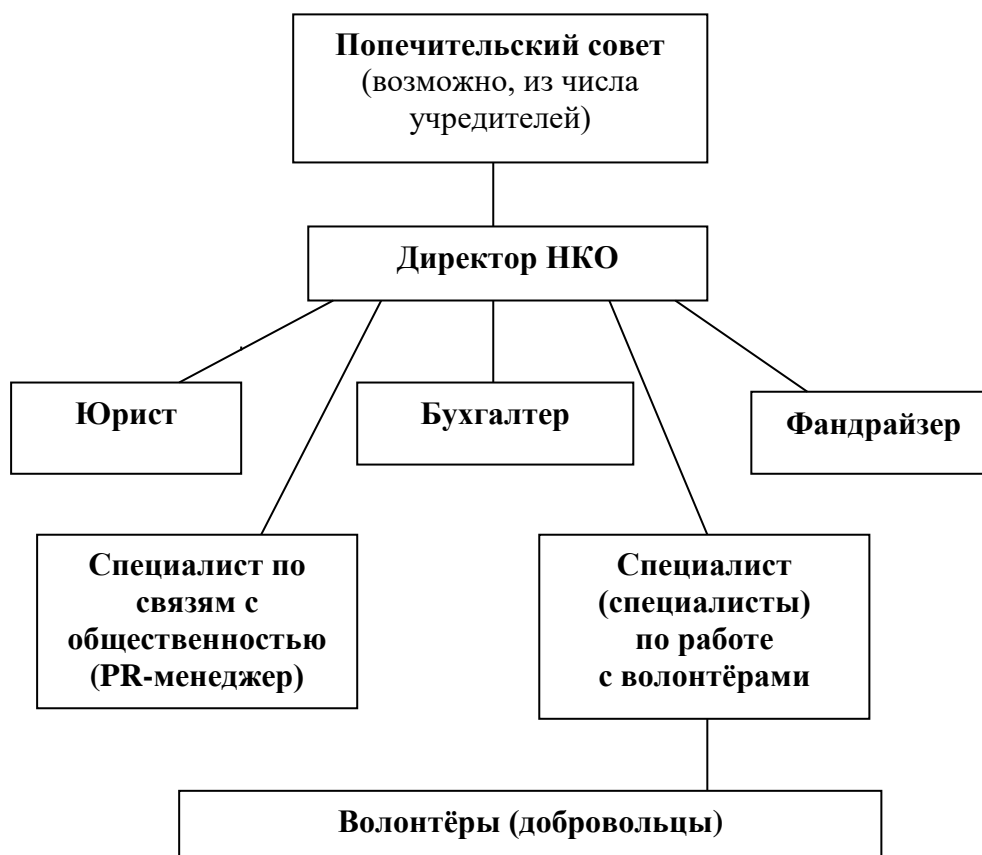 Попечительский совет
(возможно, из числа
учредителей)
Директор НКО
Юрист
Бухгалтер
Фандрайзер
Специалист по
связям с
общественностью
(PR-менеджер)
Специалист
(специалисты)
по работе
с волонтёрами
Волонтёры (добровольцы)